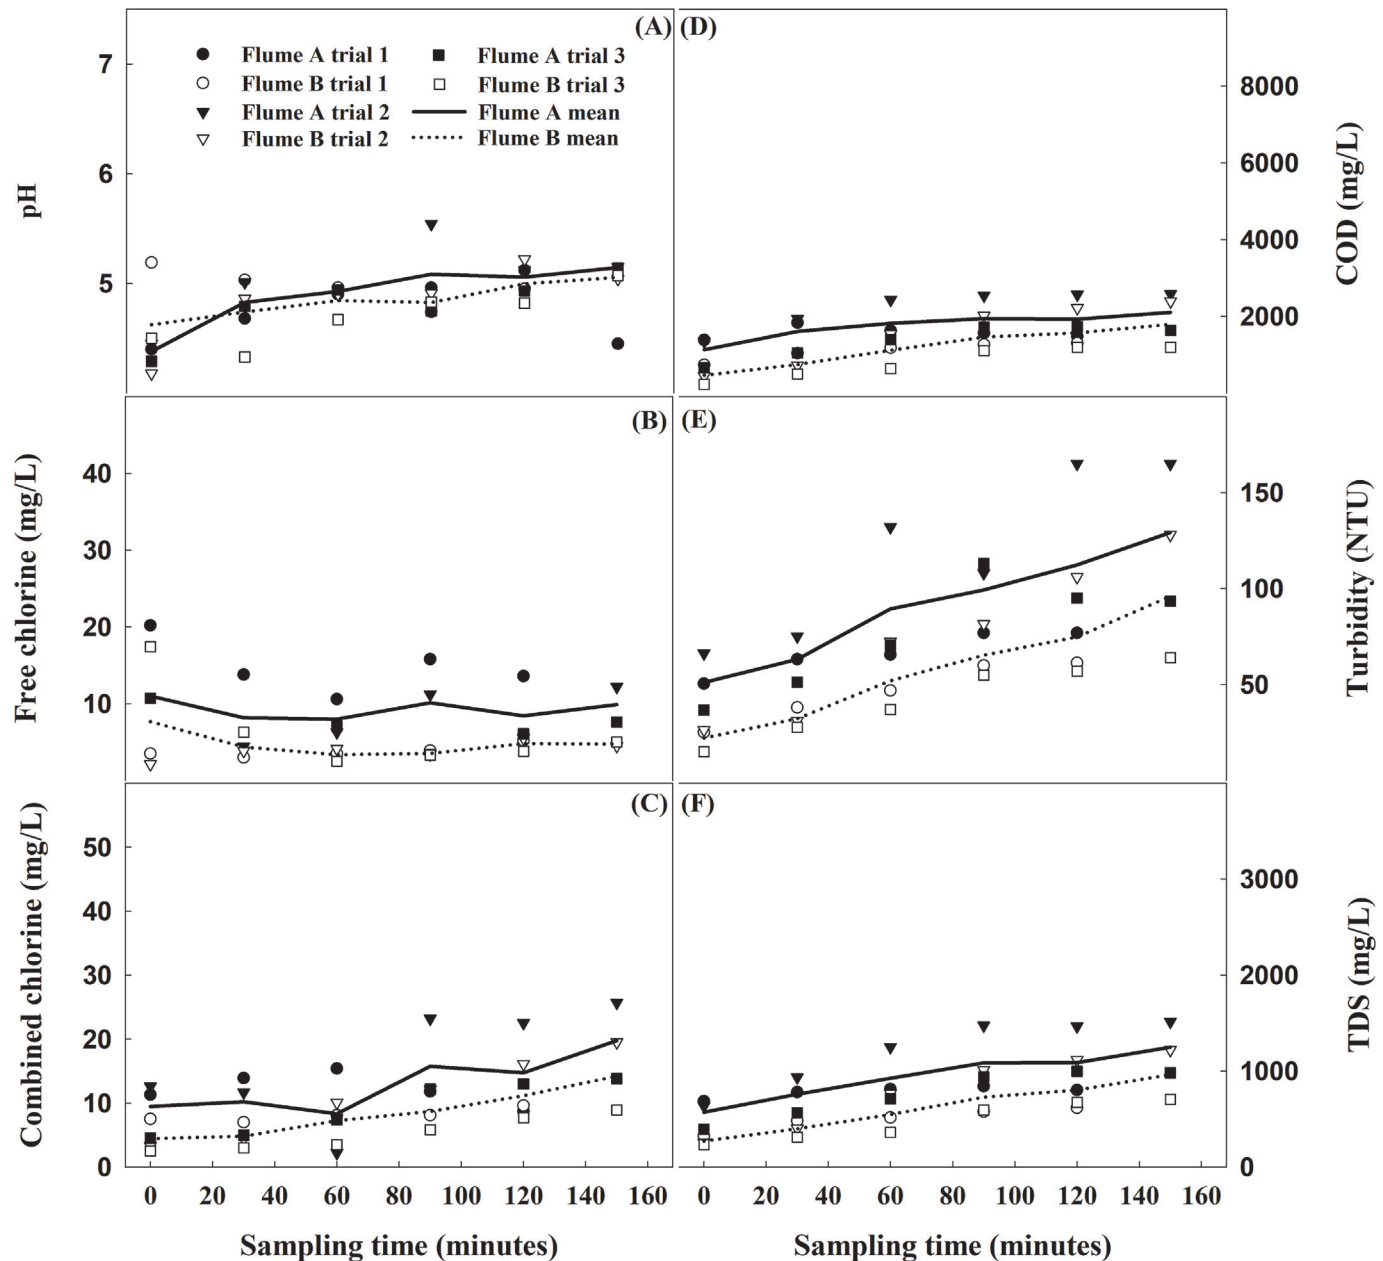 (A)
(D)
Flume A trial 1
Flume A trial 3
Flume B trial 1
Flume B trial 3
Flume A trial 2
Flume A mean
Flume B trial 2
Flume B mean
7
6
5
pH
8000
6000
4000
2000
COD (mg/L)
(B)
(E)
40
30
20
10
Free chlorine (mg/L)
150
100
50
Turbidity (NTU)
(C)
(F)
50
40
30
20
10
0
Combined chlorine (mg/L)
3000
2000
1000
0
TDS (mg/L)
0 20 40 60 80 100 120 140 160
0 20 40 60 80 100 120 140 160
Sampling time (minutes)
Sampling time (minutes)